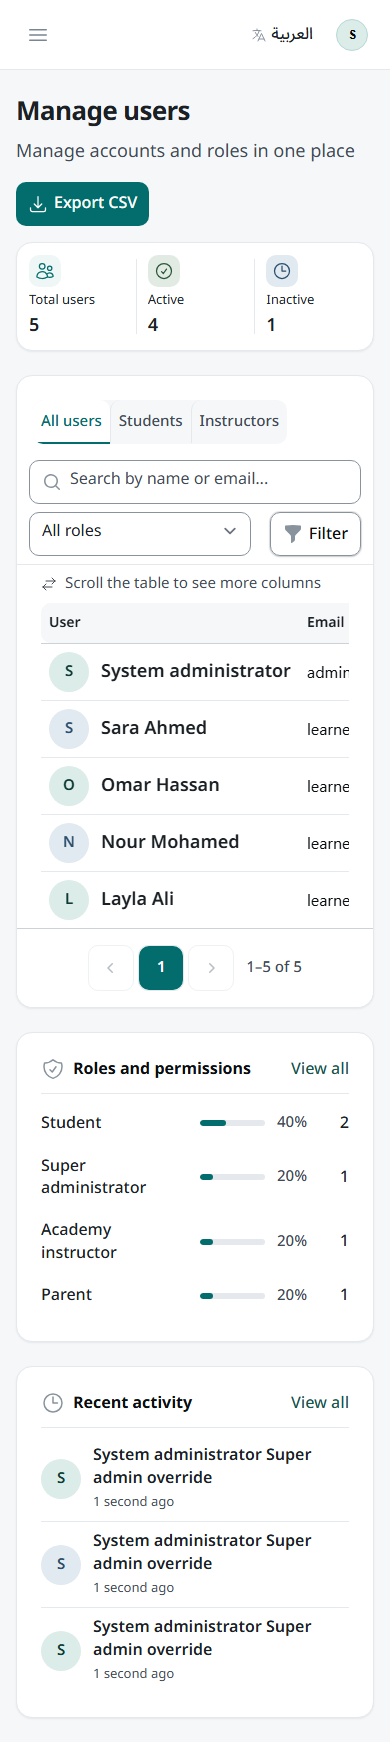 العربية
S
Manage users
Manage accounts and roles in one place
Export CSV
Total users
5
Active
4
Inactive
1
All users
Students
Instructors
Search by name or email...
All roles
Filter
Scroll the table to see more columns
User
Email
S
System administrator
admin
S
Sara Ahmed
learne
O
Omar Hassan
learne
N
Nour Mohamed
learne
L
Layla Ali
learne
1
1–5 of 5
Roles and permissions
View all
Student
40%
2
Super
administrator
20%
1
Academy
instructor
20%
1
Parent
20%
1
Recent activity
View all
S
System administrator Super
admin override
1 second ago
S
System administrator Super
admin override
1 second ago
S
System administrator Super
admin override
1 second ago